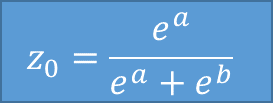 z₀ = eᵃ / (eᵃ + eᵇ)